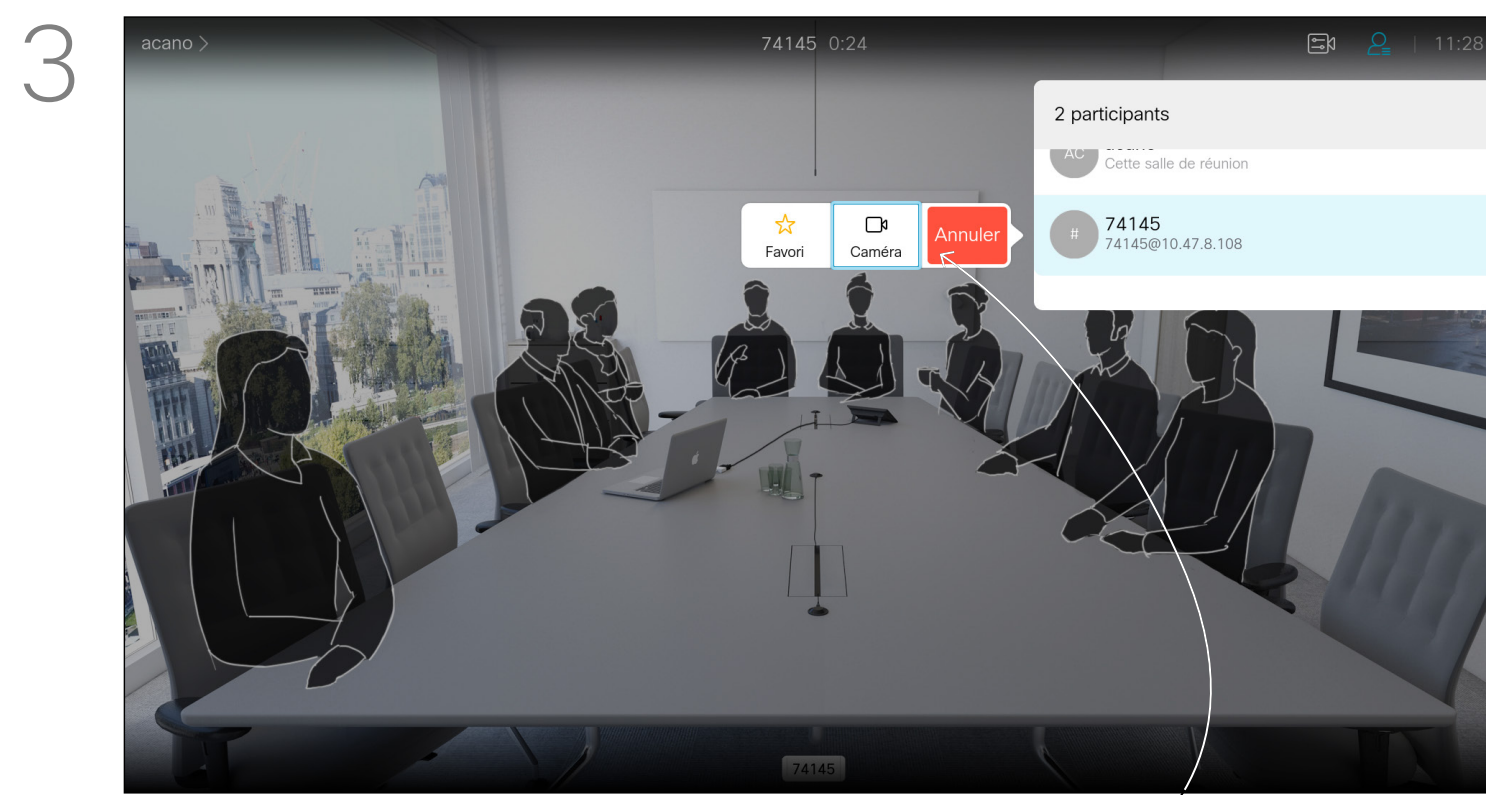 3
acano >
74145 0:24
11:28
2 participants
AC
Cette salle de réunion
#
74145
74145@10.47.8.108
Favori
Caméra
Annuler
74145